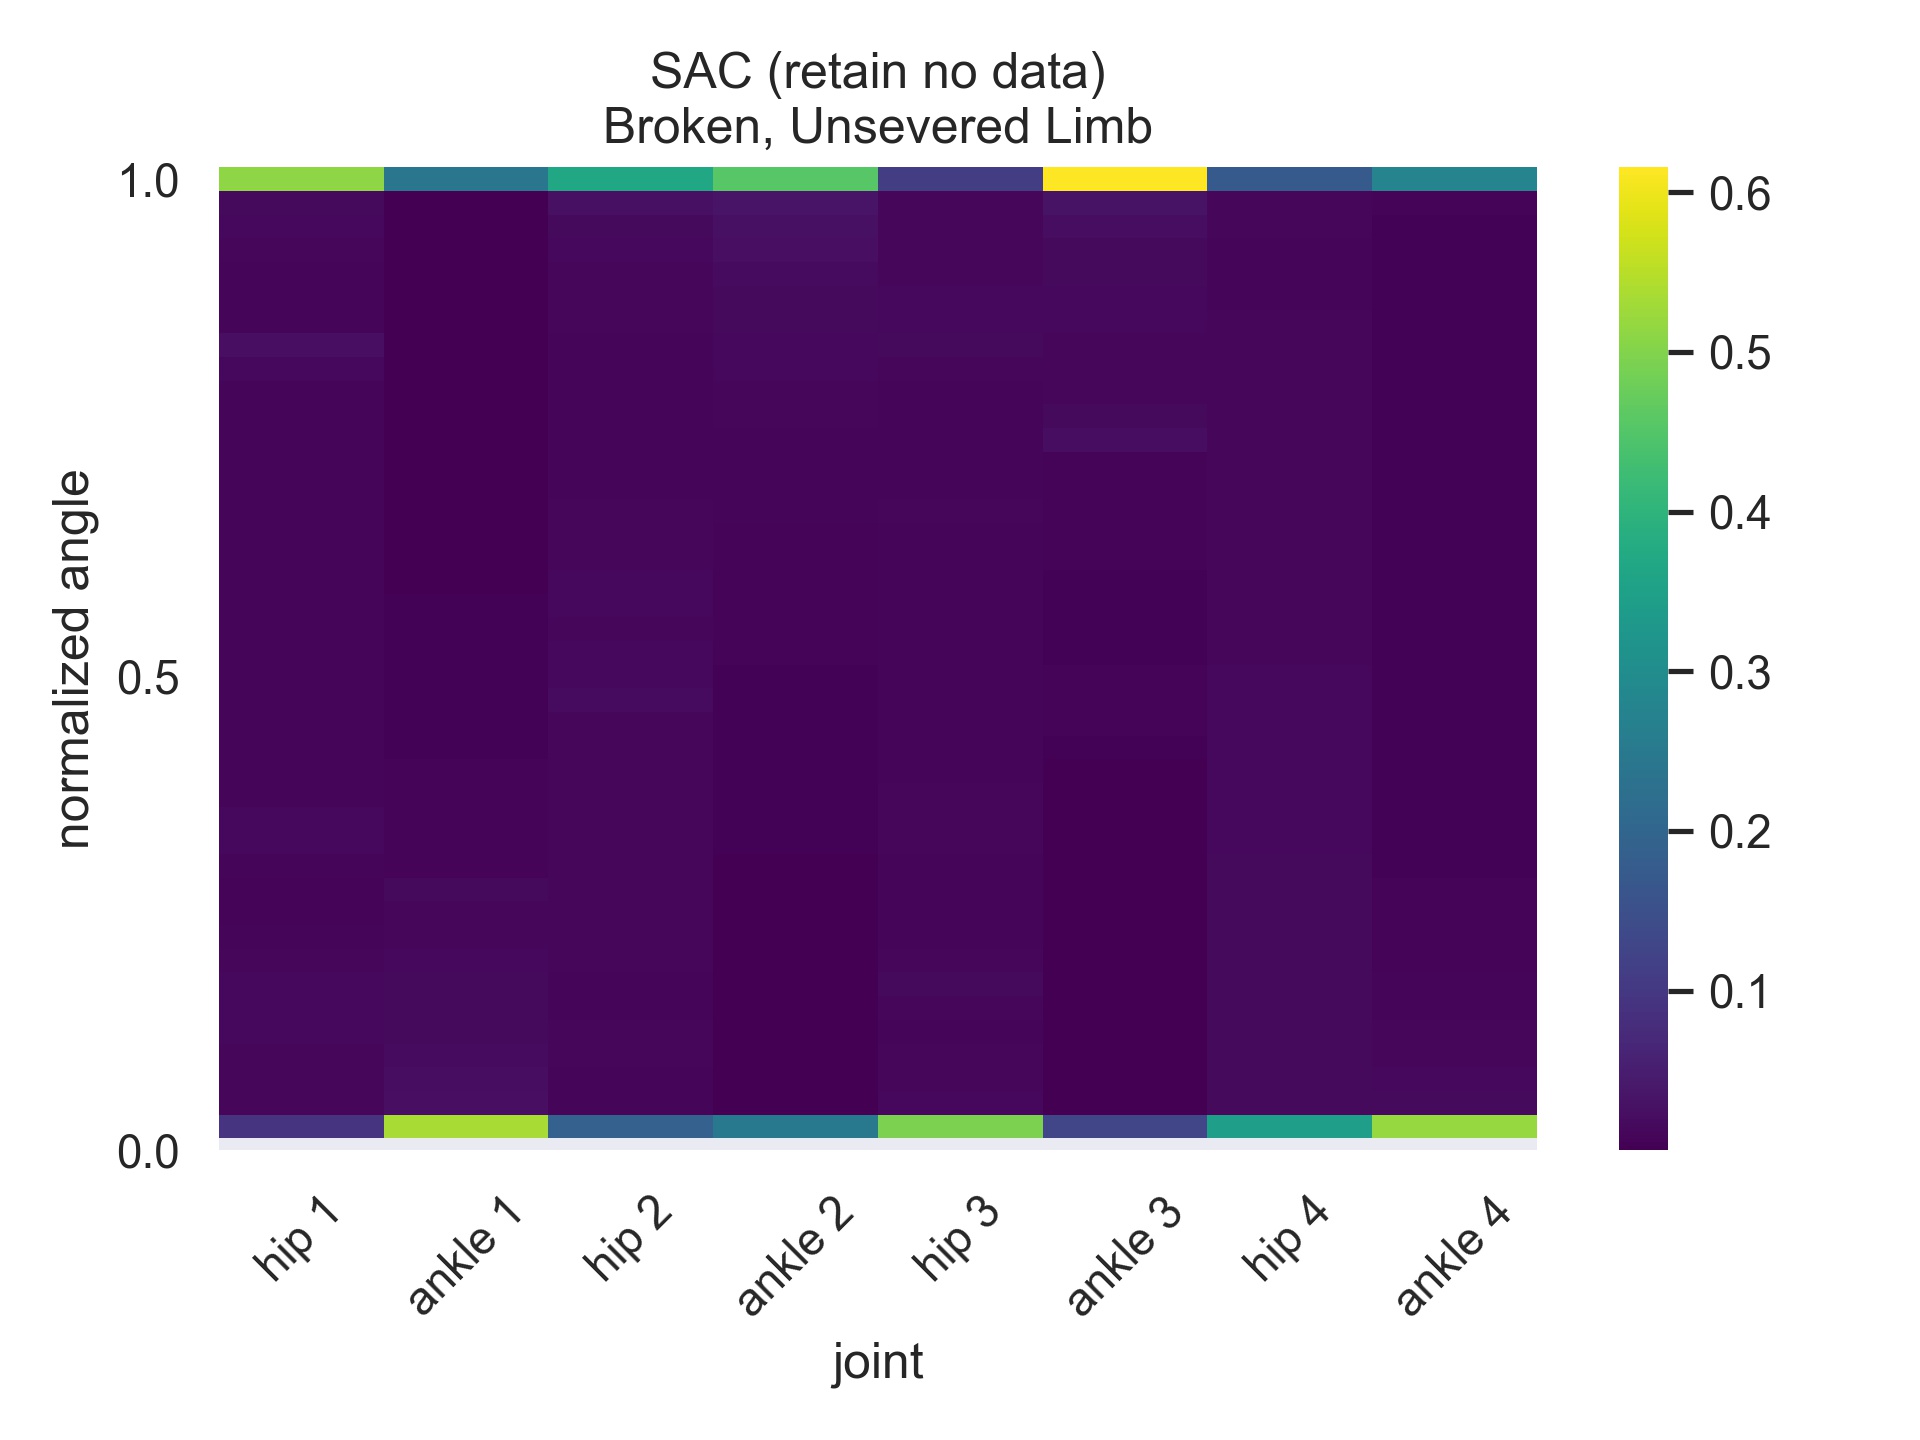 SAC (retain no data)
Broken, Unsevered Limb
1.0
0.5
0.0
normalized angle
hip 1
ankle 1
hip 2
ankle 2
hip 3
ankle 3
hip 4
ankle 4
joint
0.6
0.5
0.4
0.3
0.2
0.1